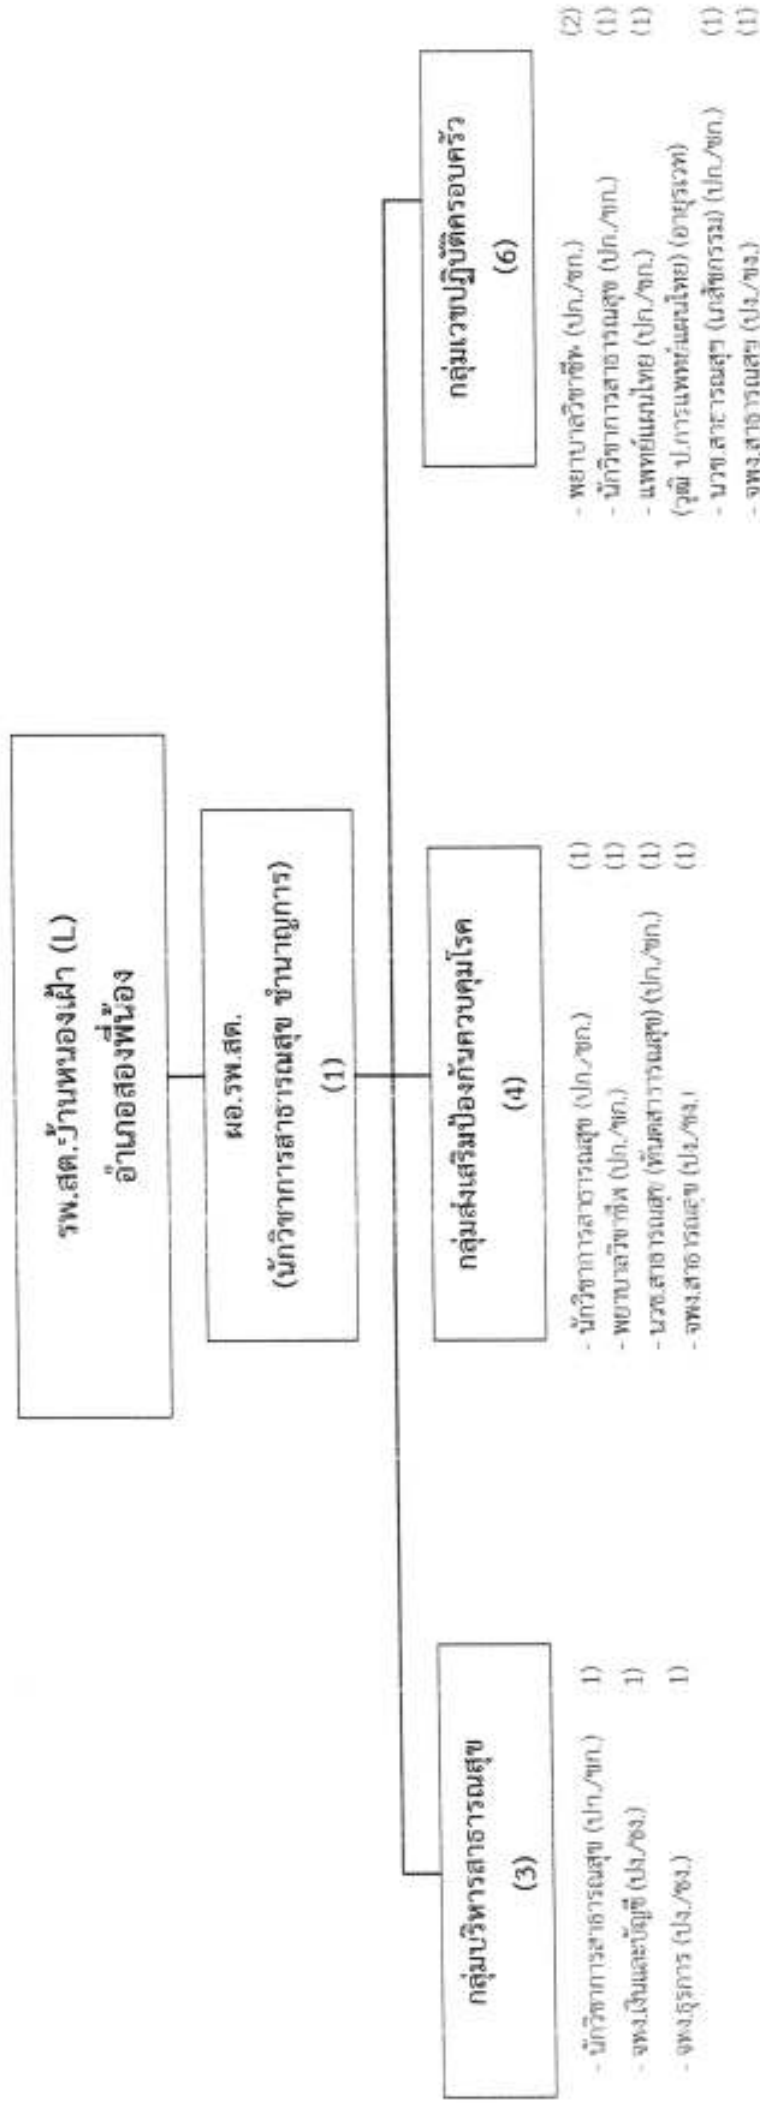 รพ.สต.บ้านหนองเฝ้า (L)
อำเภอสองพี่น้อง
ผอ.รพ.สต.
(นักวิชาการสาธารณสุข ชำนาญการ)
(1)
กลุ่มบริหารสาธารณสุข
(3)
- นักวิชาการสาธารณสุข (ปก./ชก.) 1)
- จพง.เงินและบัญชี (ปง./ชง.) 1)
- จพง.ธุรการ (ปง./ชง.) 1)
กลุ่มส่งเสริมป้องกันควบคุมโรค
(4)
- นักวิชาการสาธารณสุข (ปก./ชก.) (1)
- พยาบาลวิชาชีพ (ปก./ชก.) (1)
- นวช.สาธารณสุข (ทันตสาธารณสุข) (ปก./ชก.) (1)
- จพง.สาธารณสุข (ปง./ชง.) (1)
กลุ่มเวชปฏิบัติครอบครัว
(6)
- พยาบาลวิชาชีพ (ปก./ชก.) (2)
- นักวิชาการสาธารณสุข (ปก./ชก.) (1)
- แพทย์แผนไทย (ปก./ชก.) (1)
(วุฒิ ป.การแพทย์แผนไทย) (อายุรเวท)
- นวช.สาธารณสุข (เภสัชกรรม) (ปก./ชก.) (1)
- จพง.สาธารณสุข (ปง./ชง.) (1)